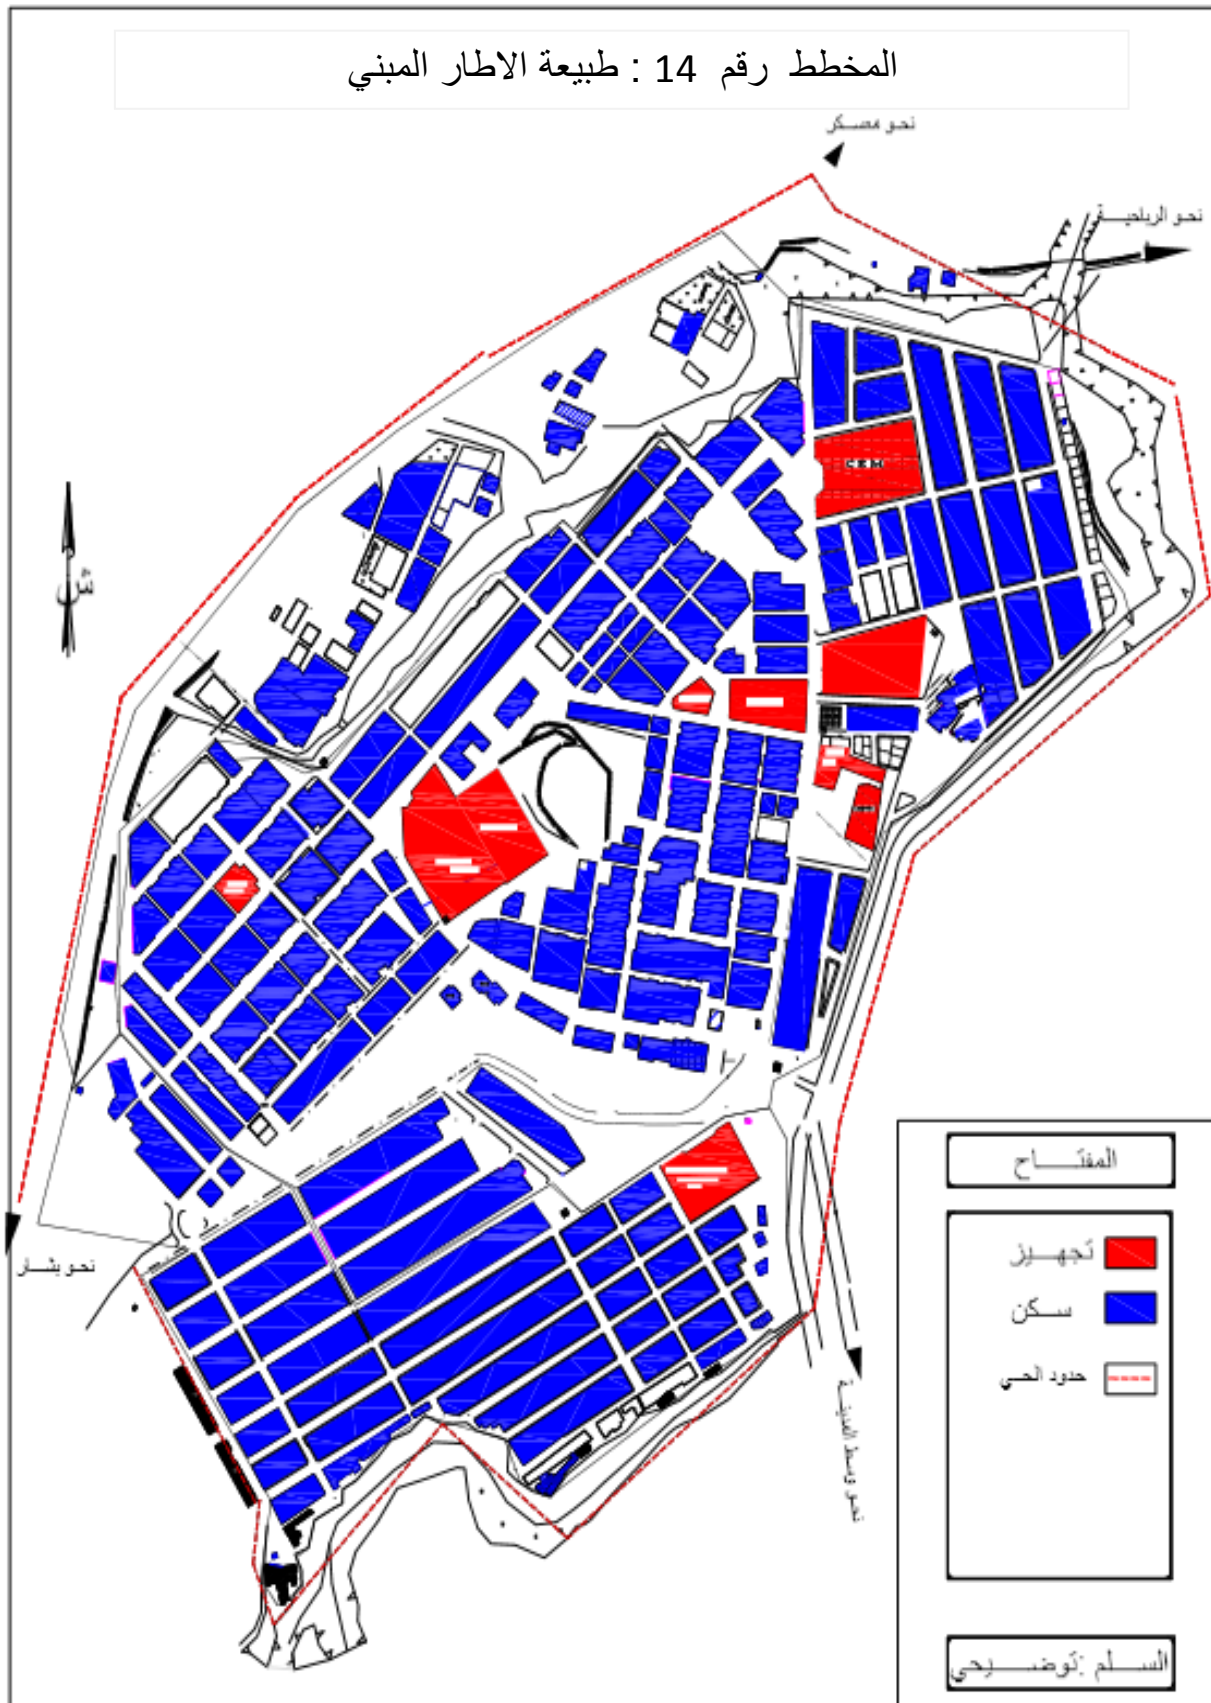 المخطط رقم 14 : طبيعة الاطار المبني
نحو معسكر
نحو الرباحية
ش
C E M
نحو بشار
نحو وسط المدينة
المفتاح
تجهيز
سكن
حدود الحي
السلم :توضيحي